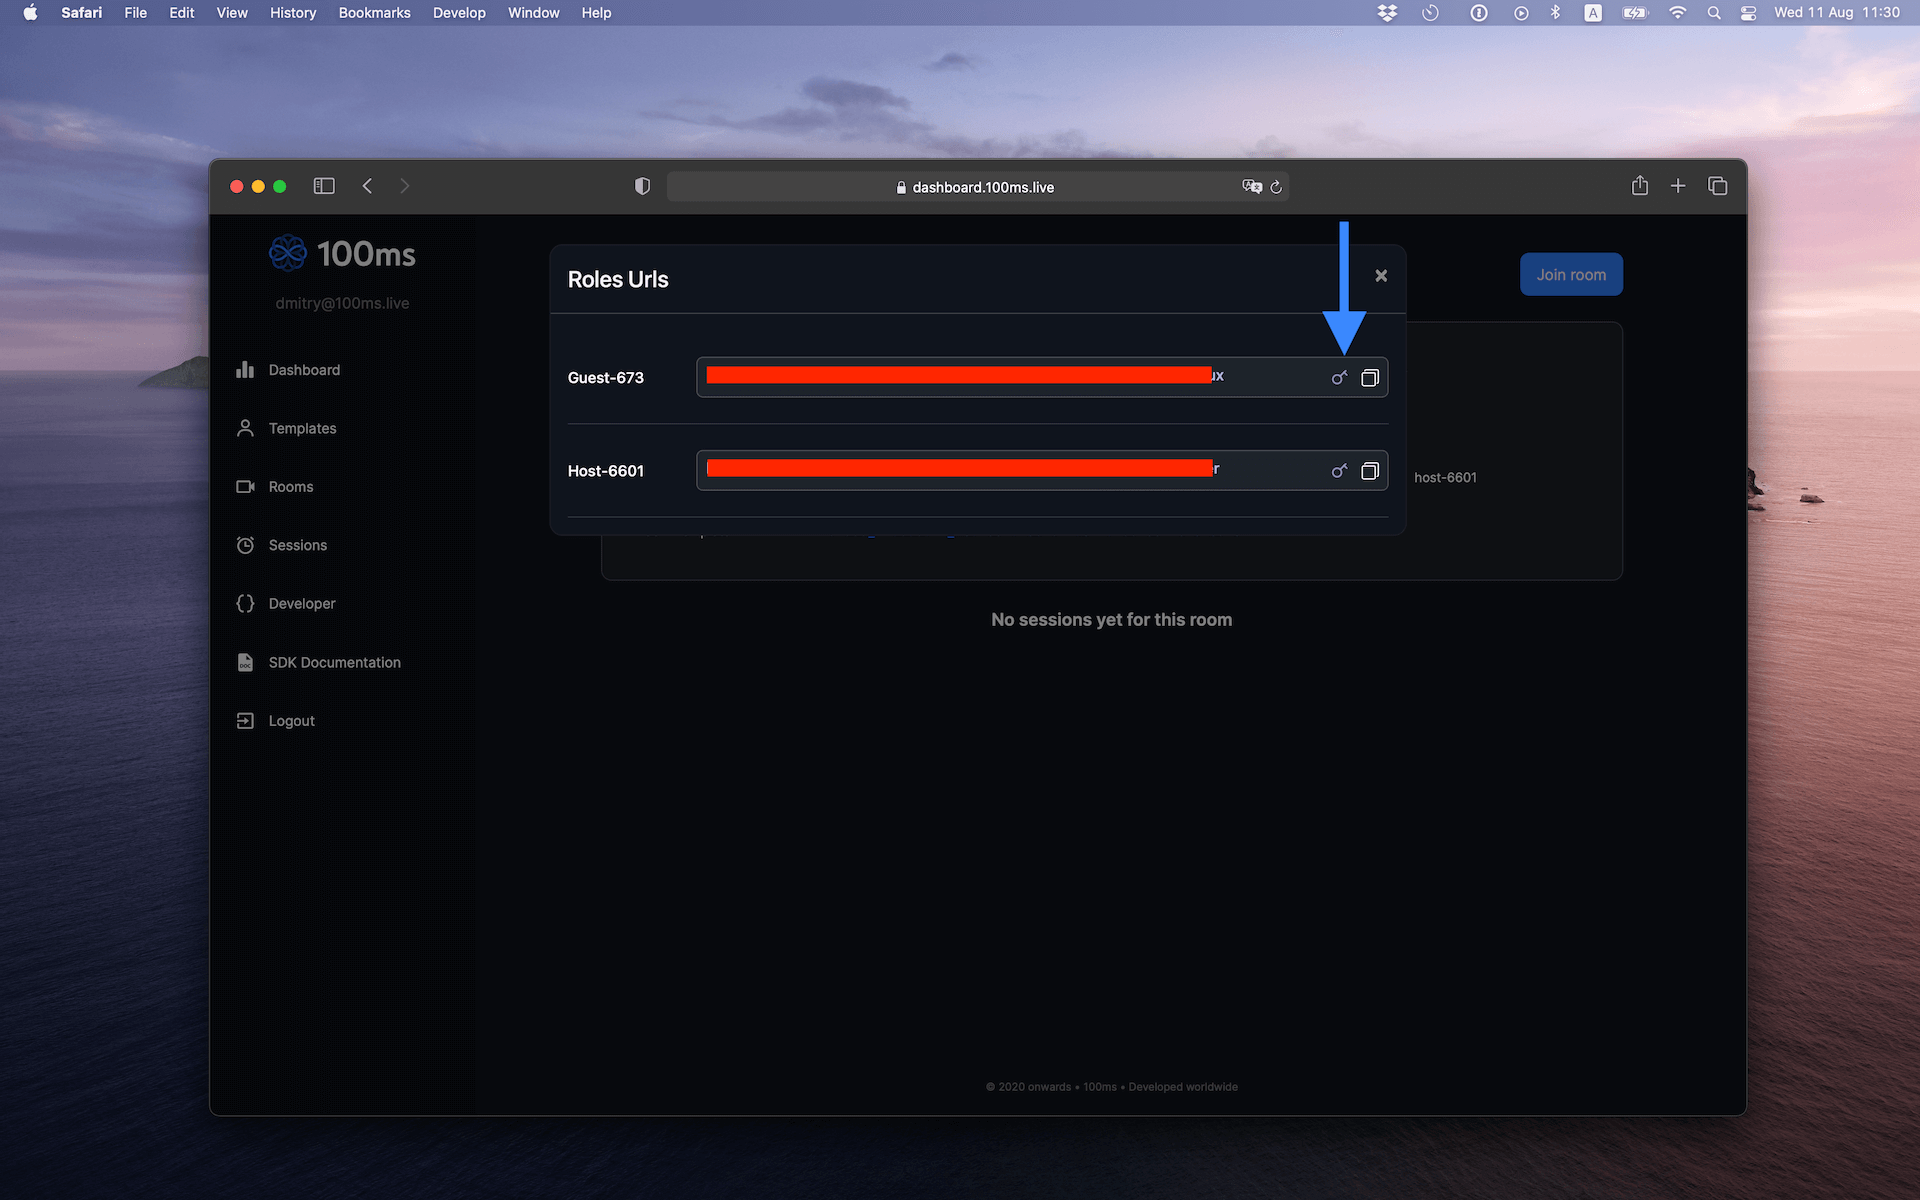 Safari File Edit View History Bookmarks Develop Window Help
A
Wed 11 Aug 11:30
dashboard.100ms.live
100ms
dmitry@100ms.live
Dashboard
Templates
Rooms
Sessions
Developer
DOC
SDK Documentation
Logout
Roles Urls
Join room
Guest-673
Host-6601
host-6601
No sessions yet for this room
© 2020 onwards • 100ms • Developed worldwide